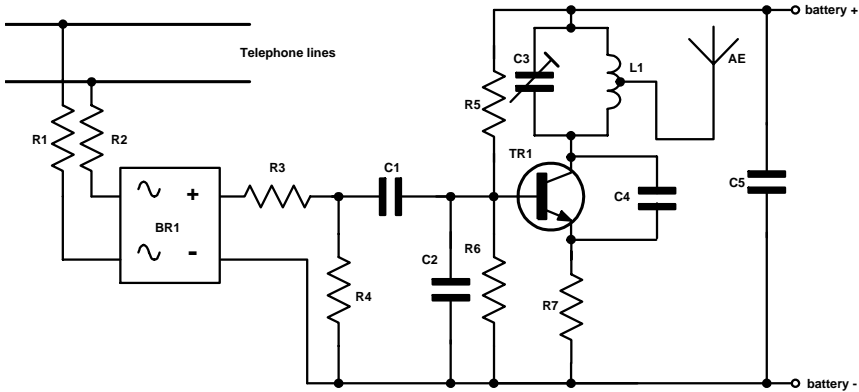 battery +
Telephone lines
C3
L1
AE
R5
R1
R2
TR1
R3
C1
BR1
+
-
C4
C5
C2
R6
R4
R7
battery -